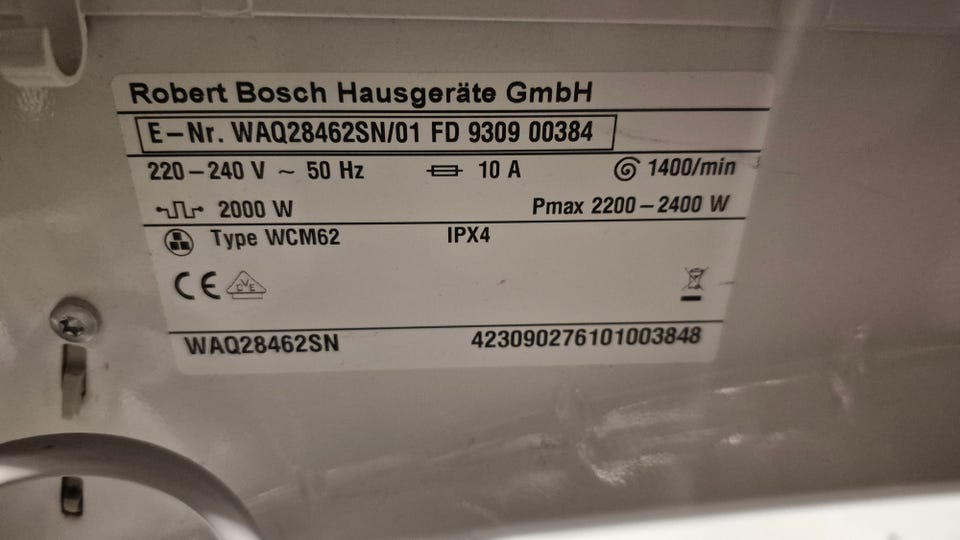 Robert Bosch Hausgeräte GmbH
E-Nr. WAQ28462SN/01 FD 9309 00384
220-240 V ~ 50 Hz 10 A 1400/min
2000 W Pmax 2200-2400 W
Type WCM62 IPX4
CE DVE
WAQ28462SN 423090276101003848